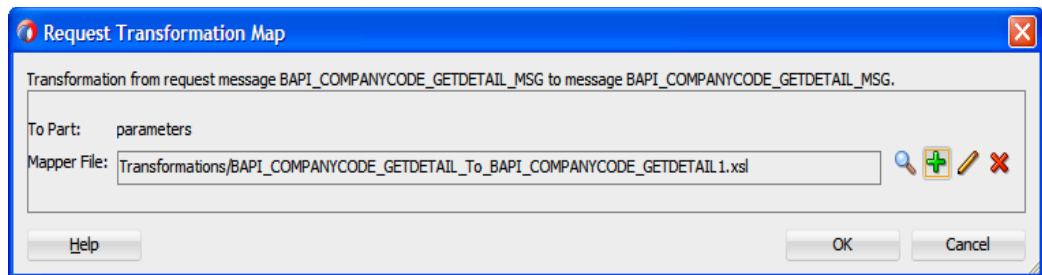 Request Transformation Map
Transformation from request message BAPI_COMPANYCODE_GETDETAIL_MSG to message BAPI_COMPANYCODE_GETDETAIL_MSG.
To Part: parameters
Mapper File: Transformations/BAPI_COMPANYCODE_GETDETAIL_To_BAPI_COMPANYCODE_GETDETAIL1.xsl
Help OK Cancel